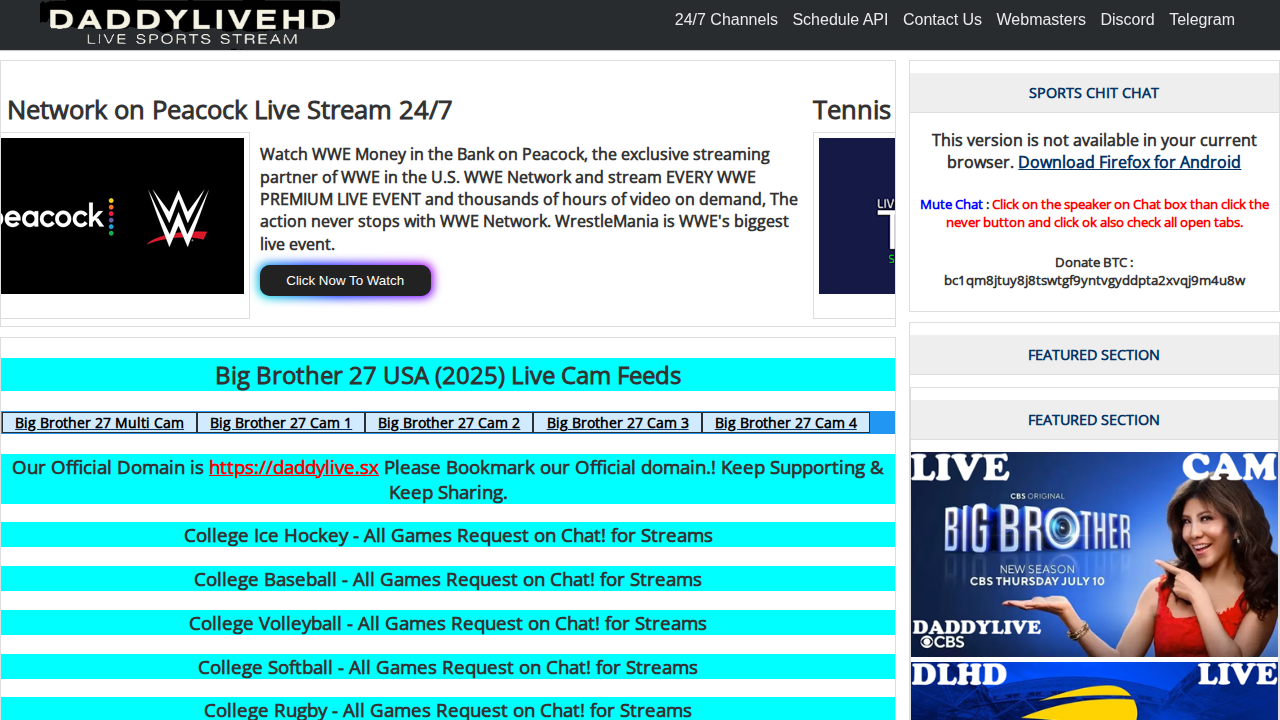 DADDYLIVEHD
LIVE SPORTS STREAM
24/7 Channels Schedule API Contact Us Webmasters Discord Telegram
Network on Peacock Live Stream 24/7
Tennis
peacock
Watch WWE Money in the Bank on Peacock, the exclusive streaming
partner of WWE in the U.S. WWE Network and stream EVERY WWE
PREMIUM LIVE EVENT and thousands of hours of video on demand, The
action never stops with WWE Network. WrestleMania is WWE's biggest
live event.
Click Now To Watch
LIV
T
S
Big Brother 27 USA (2025) Live Cam Feeds
Big Brother 27 Multi Cam Big Brother 27 Cam 1 Big Brother 27 Cam 2 Big Brother 27 Cam 3 Big Brother 27 Cam 4
Our Official Domain is https://daddylive.sx Please Bookmark our Official domain.! Keep Supporting &
Keep Sharing.
College Ice Hockey - All Games Request on Chat! for Streams
College Baseball - All Games Request on Chat! for Streams
College Volleyball - All Games Request on Chat! for Streams
College Softball - All Games Request on Chat! for Streams
College Rugby - All Games Request on Chat! for Streams
SPORTS CHIT CHAT
This version is not available in your current
browser. Download Firefox for Android
Mute Chat : Click on the speaker on Chat box than click the
never button and click ok also check all open tabs.
Donate BTC :
bc1qm8jtuy8j8tswtgf9yntvgyddpta2xvqj9m4u8w
FEATURED SECTION
FEATURED SECTION
LIVE CAM
CBS ORIGINAL
BIG BROTHER
NEW SEASON
CBS THURSDAY JULY 10
DADDYLIVE
CBS
DLHD LIVE